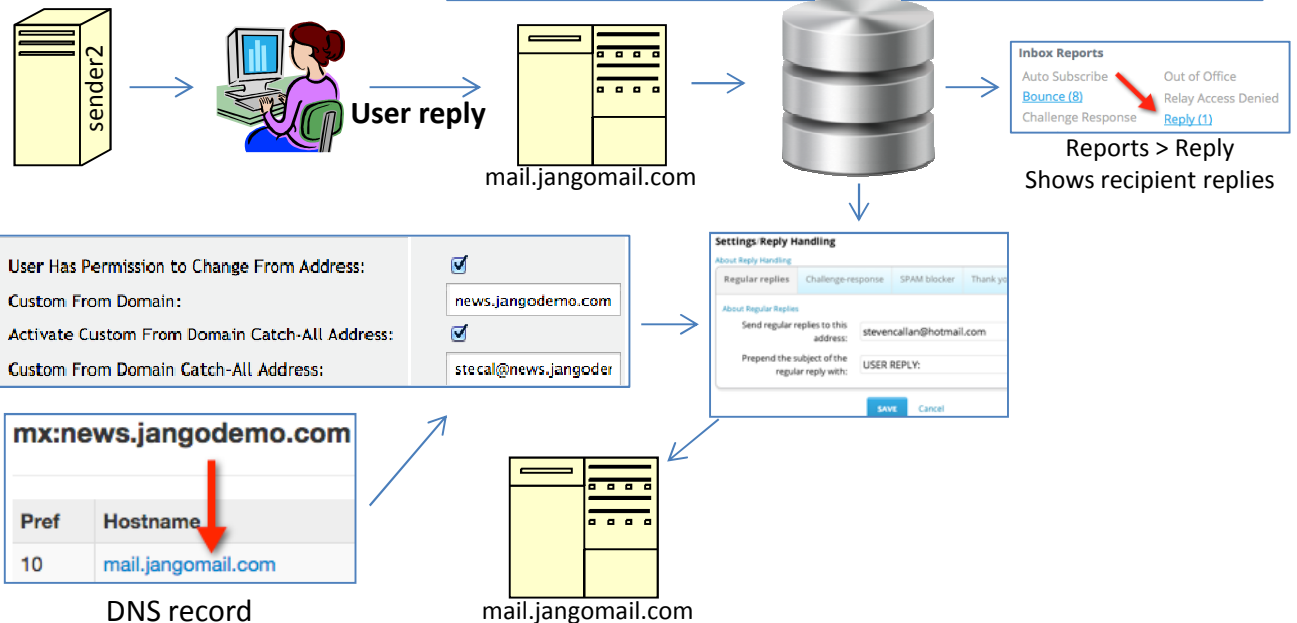 sender2
User reply
mail.jangomail.com
Inbox Reports
Auto Subscribe
Out of Office
Bounce (8)
Relay Access Denied
Challenge Response
Reply (1)
Reports > Reply
Shows recipient replies
User Has Permission to Change From Address:
Custom From Domain:
news.jangodemo.com
Activate Custom From Domain Catch-All Address:
Custom From Domain Catch-All Address:
stecal@news.jangoder
Settings/Reply Handling
About Reply Handling
Regular replies
Challenge-response
SPAM blocker
Thank yo
About Regular Replies
Send regular replies to this
address:
stevencallan@hotmail.com
Prepend the subject of the
regular reply with:
USER REPLY:
SAVE
Cancel
mx:news.jangodemo.com
Pref
Hostname
10
mail.jangomail.com
DNS record
mail.jangomail.com